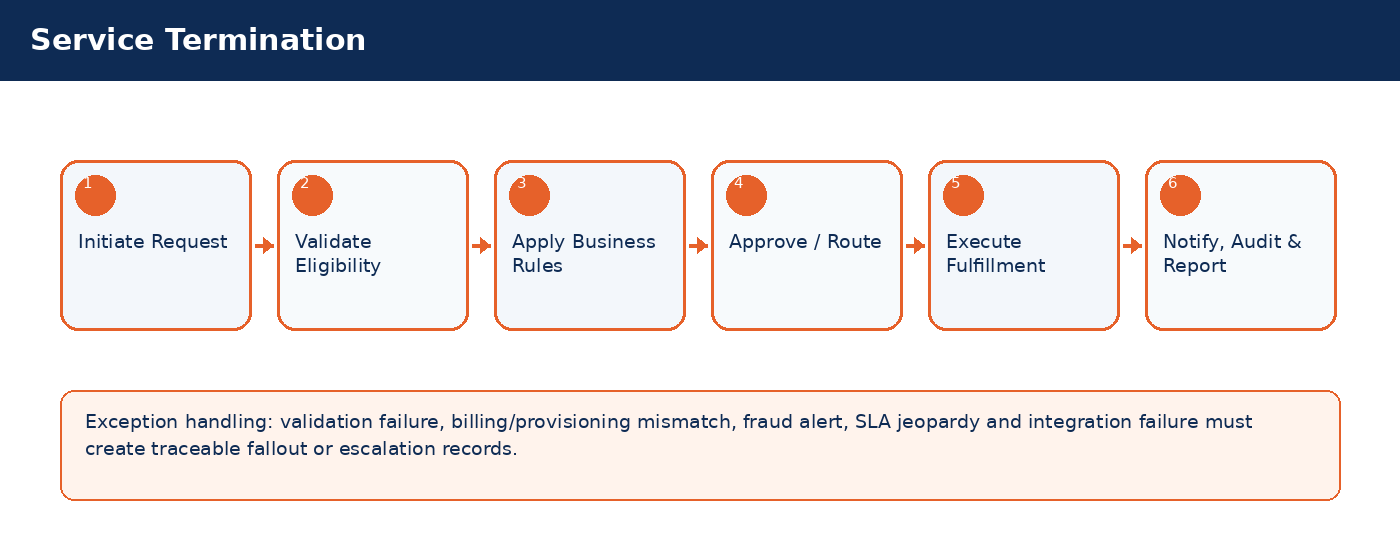 Service Termination
1
Initiate Request
2
Validate
Eligibility
3
Apply Business
Rules
4
Approve / Route
5
Execute
Fulfillment
6
Notify, Audit &
Report
Exception handling: validation failure, billing/provisioning mismatch, fraud alert, SLA jeopardy and integration failure must
create traceable fallout or escalation records.